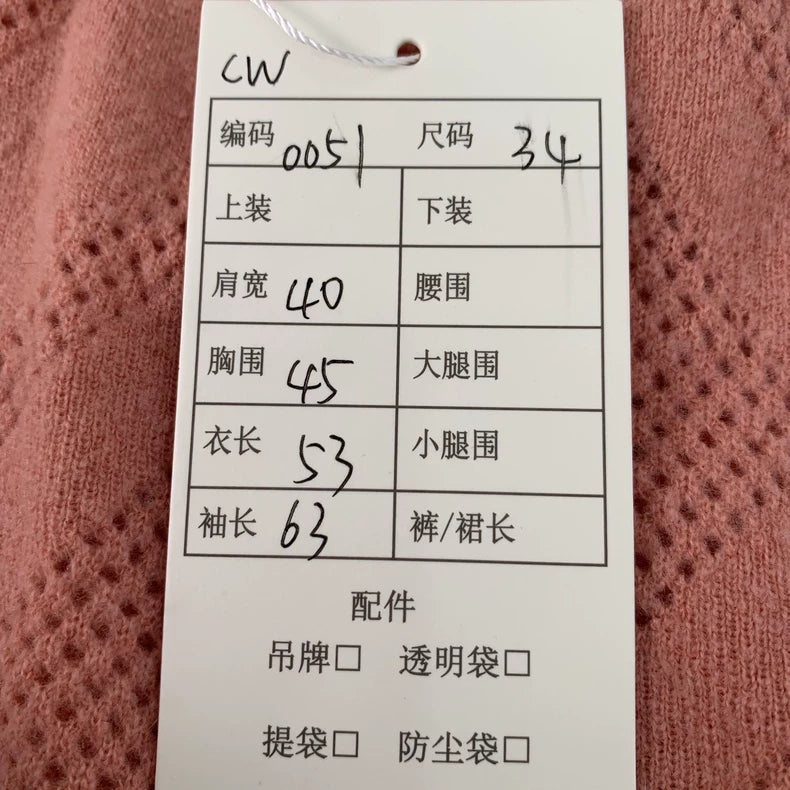 CW
编码 0051 尺码 34
上装 下装
肩宽 40 腰围
胸围 45 大腿围
衣长 53 小腿围
袖长 63 裤/裙长
配件
吊牌□ 透明袋□
提袋□ 防尘袋□